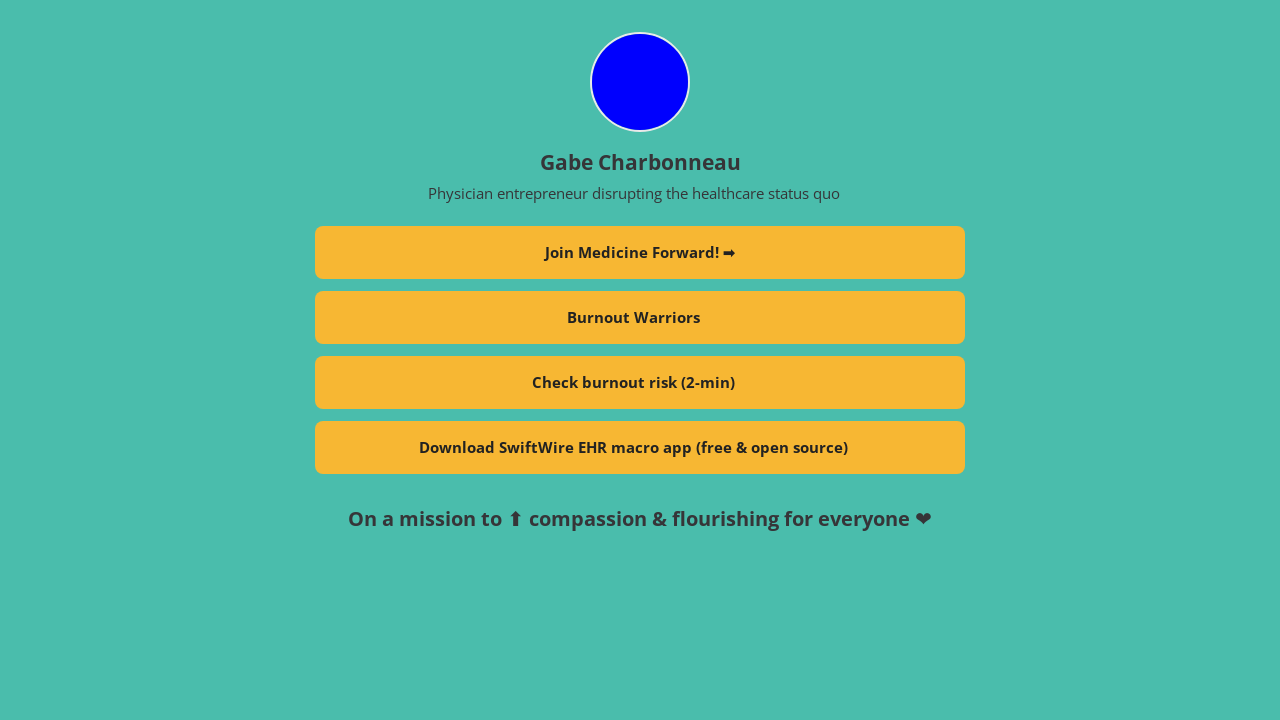 Gabe Charbonneau
Physician entrepreneur disrupting the healthcare status quo
Join Medicine Forward! ➡
Burnout Warriors
Check burnout risk (2-min)
Download SwiftWire EHR macro app (free & open source)
On a mission to ⬆ compassion & flourishing for everyone ❤